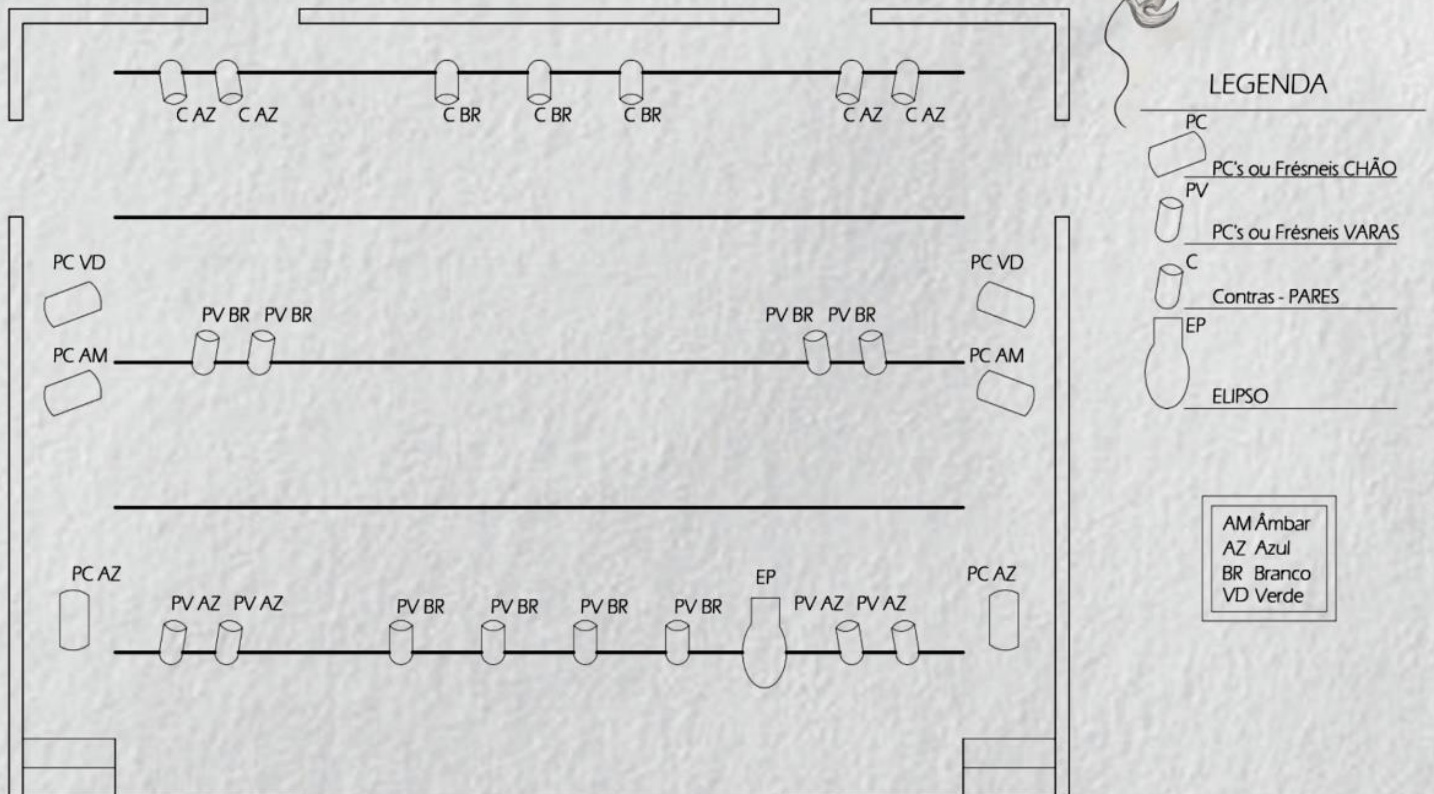 C AZ C AZ C BR C BR C BR C AZ C AZ
PC VD PC VD
PV BR PV BR PV BR PV BR
PC AM PC AM
PC AZ EP PC AZ
PV AZ PV AZ PV BR PV BR PV BR PV BR PV AZ PV AZ
LEGENDA
PC
PC's ou Frésneis CHÃO
PV
PC's ou Frésneis VARAS
C
Contras - PARES
EP
ELIPSO
AM Âmbar
AZ Azul
BR Branco
VD Verde